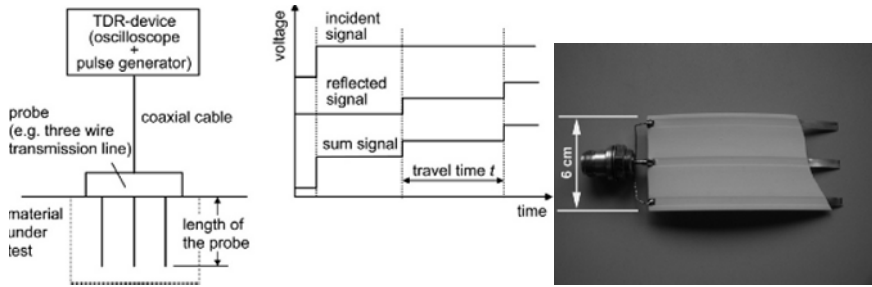 TDR-device
(oscilloscope
+
pulse generator)
probe
(e.g. three wire
transmission line)
coaxial cable
material
under
test
length of
the probe
voltage
incident
signal
reflected
signal
sum signal
travel time t
time
6 cm